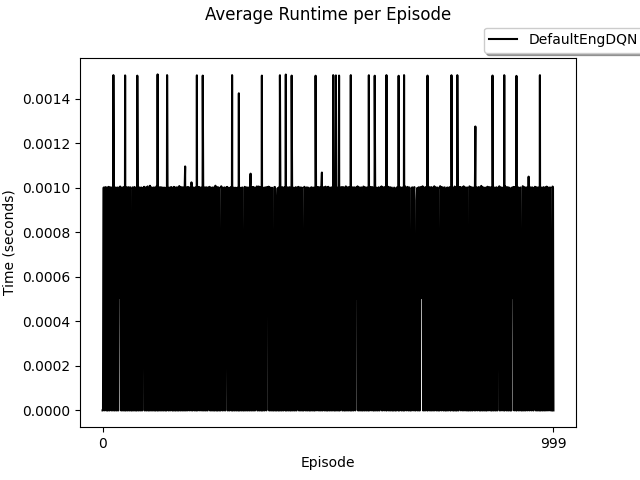 Average Runtime per Episode
DefaultEngDQN
0.0014
0.0012
0.0010
0.0008
0.0006
0.0004
0.0002
0.0000
Time (seconds)
0
999
Episode